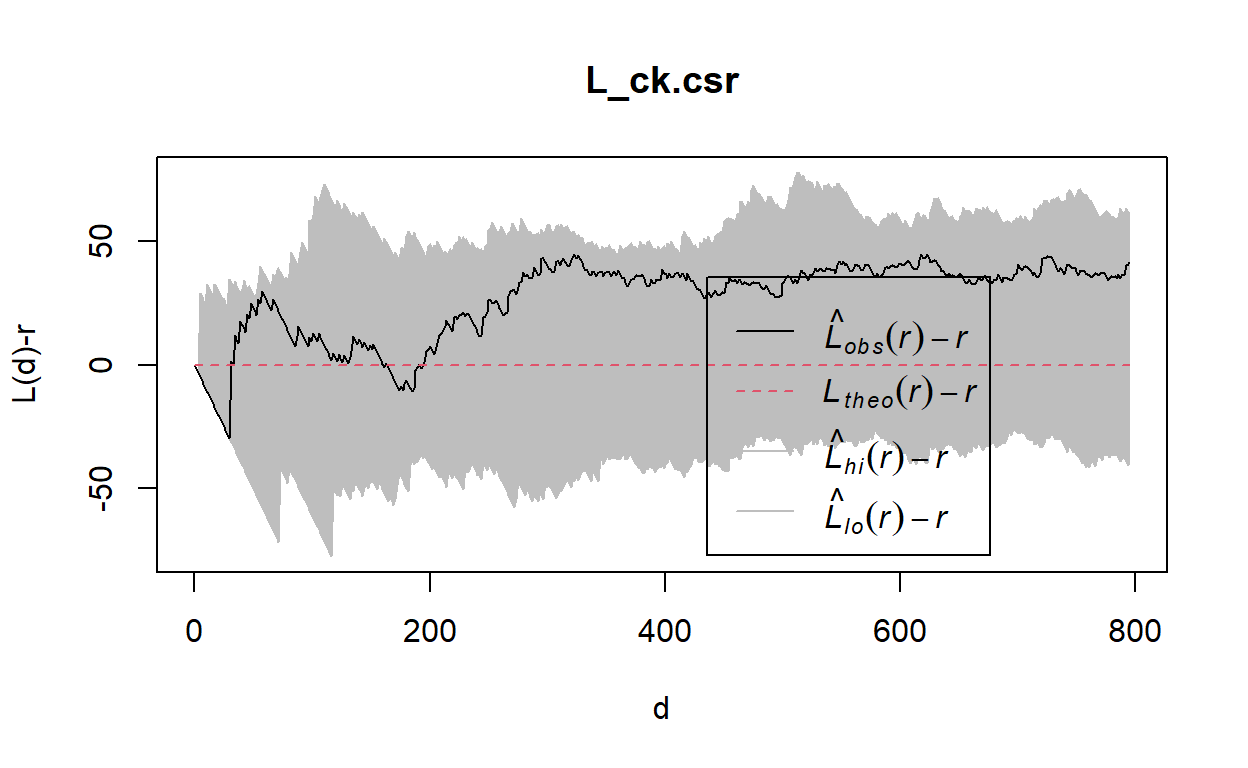 L_ck.csr
L(d)-r
50
0
-50
L̂obs(r) − r
Ltheo(r) − r
L̂hi(r) − r
L̂lo(r) − r
0 200 400 600 800
d